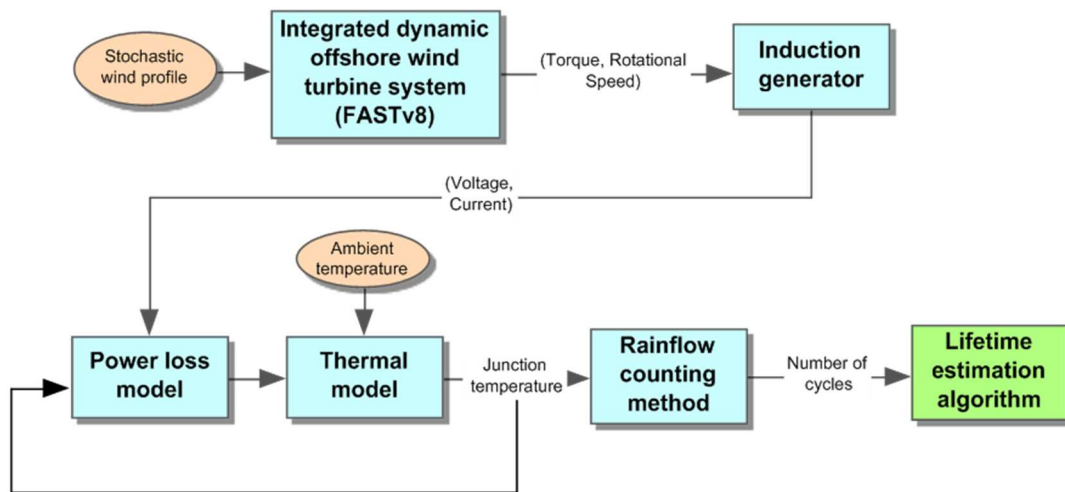 Stochastic
wind profile
Integrated dynamic
offshore wind
turbine system
(FASTv8)
(Torque, Rotational
Speed)
Induction
generator
(Voltage,
Current)
Ambient
temperature
Power loss
model
Thermal
model
Junction
temperature
Rainflow
counting
method
Number of
cycles
Lifetime
estimation
algorithm